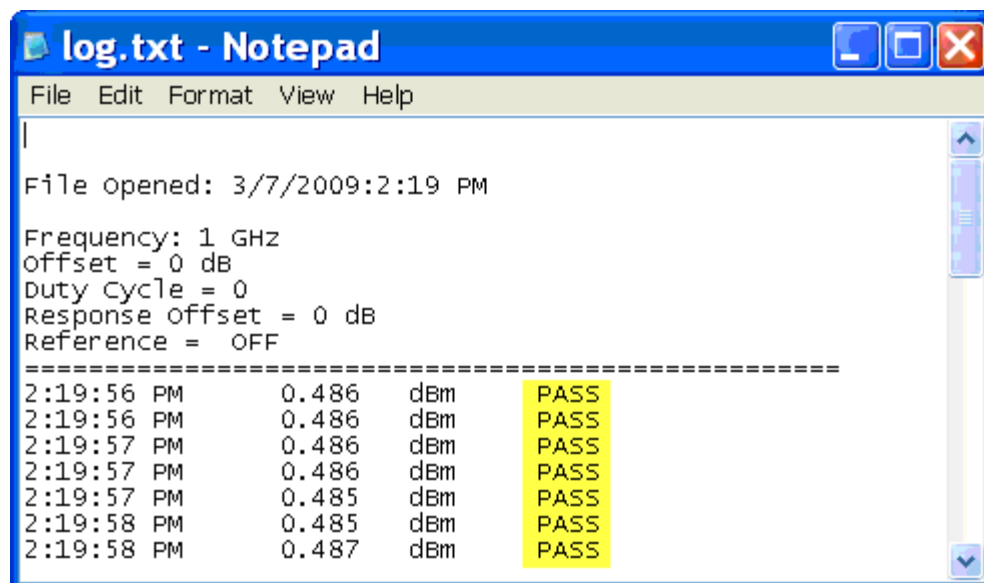 log.txt - Notepad
File Edit Format View Help
File Opened: 3/7/2009:2:19 PM
Frequency: 1 GHz
Offset = 0 dB
Duty Cycle = 0
Response Offset = 0 dB
Reference = OFF
====================================================
2:19:56 PM 0.486 dBm PASS
2:19:56 PM 0.486 dBm PASS
2:19:57 PM 0.486 dBm PASS
2:19:57 PM 0.486 dBm PASS
2:19:57 PM 0.485 dBm PASS
2:19:58 PM 0.485 dBm PASS
2:19:58 PM 0.487 dBm PASS